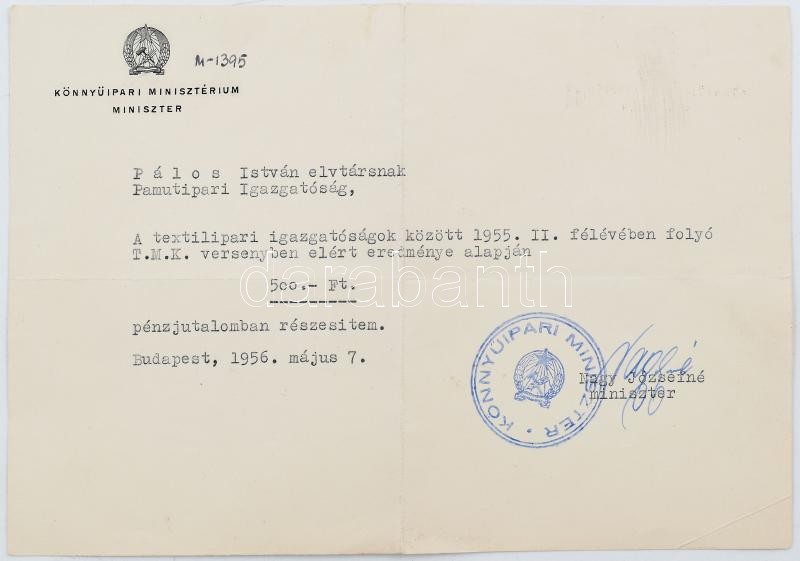 M-1395
KÖNNYŰIPARI MINISZTÉRIUM
MINISZTER
Pálos István elvtársnak
Pamutipari Igazgatóság,
A textilipari igazgatóságok között 1955. II. félévében folyó
T.M.K. versenyben elért eredménye alapján
500.- Ft.
pénzjutalomban részesitem.
Budapest, 1956. május 7.
KÖNNYŰIPARI MINISZTER
Nagy Józsefné
miniszter
darabanth